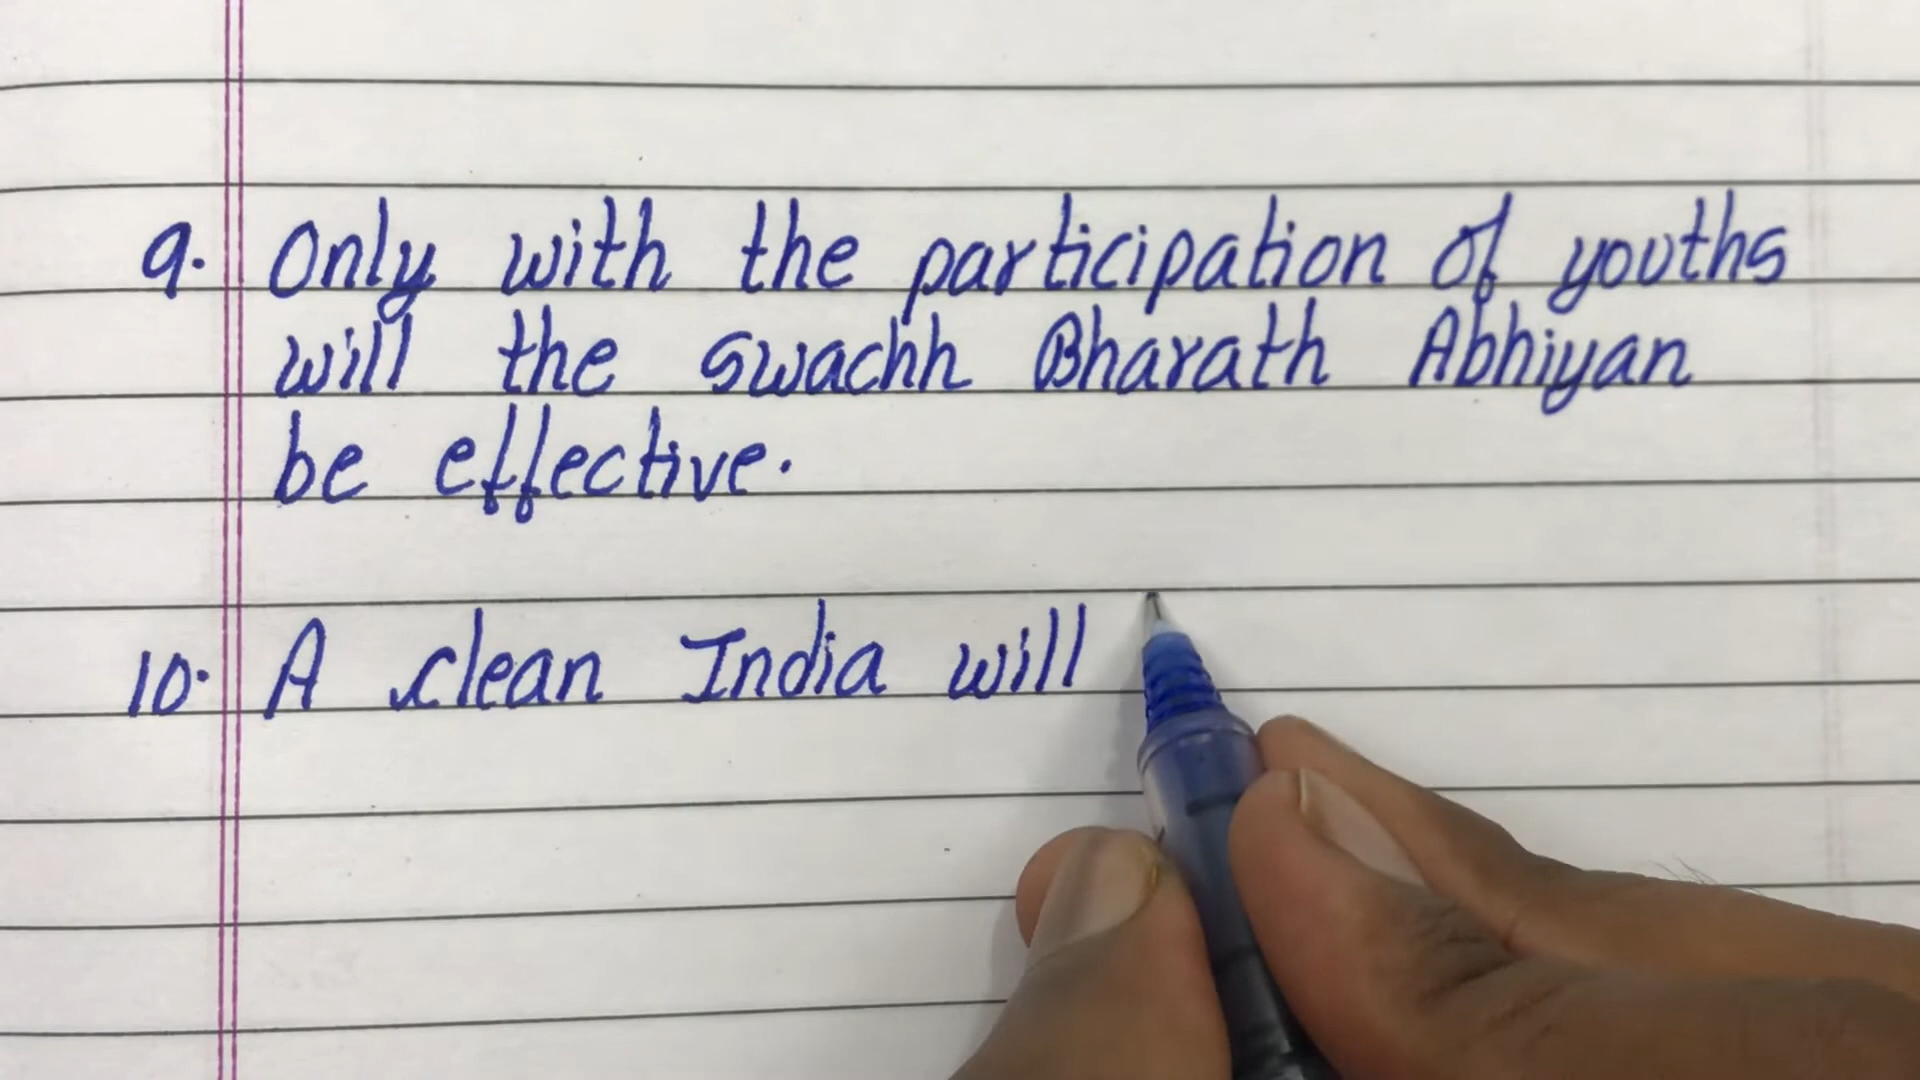 9. Only with the participation of youths
will the swachh Bharath Abhiyan
be effective.
10. A clean India will